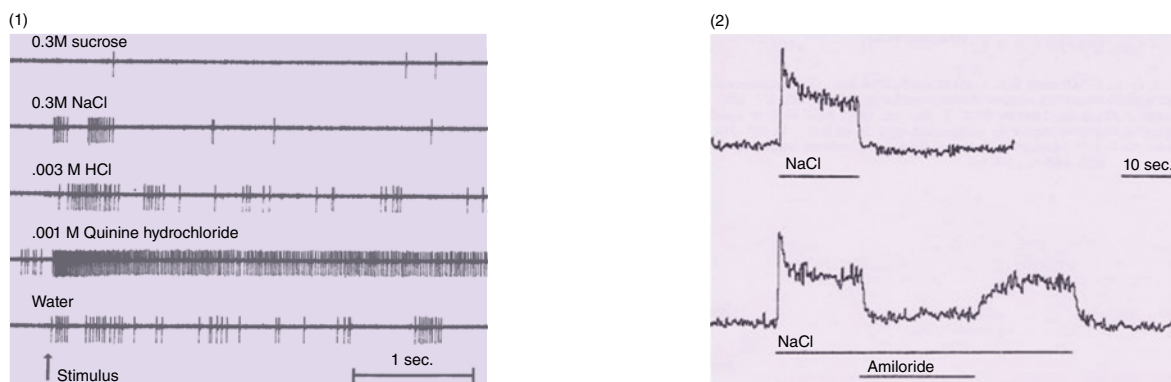 (1)
0.3M sucrose
0.3M NaCl
.003 M HCl
.001 M Quinine hydrochloride
Water
Stimulus
1 sec.
(2)
NaCl
10 sec.
NaCl
Amiloride